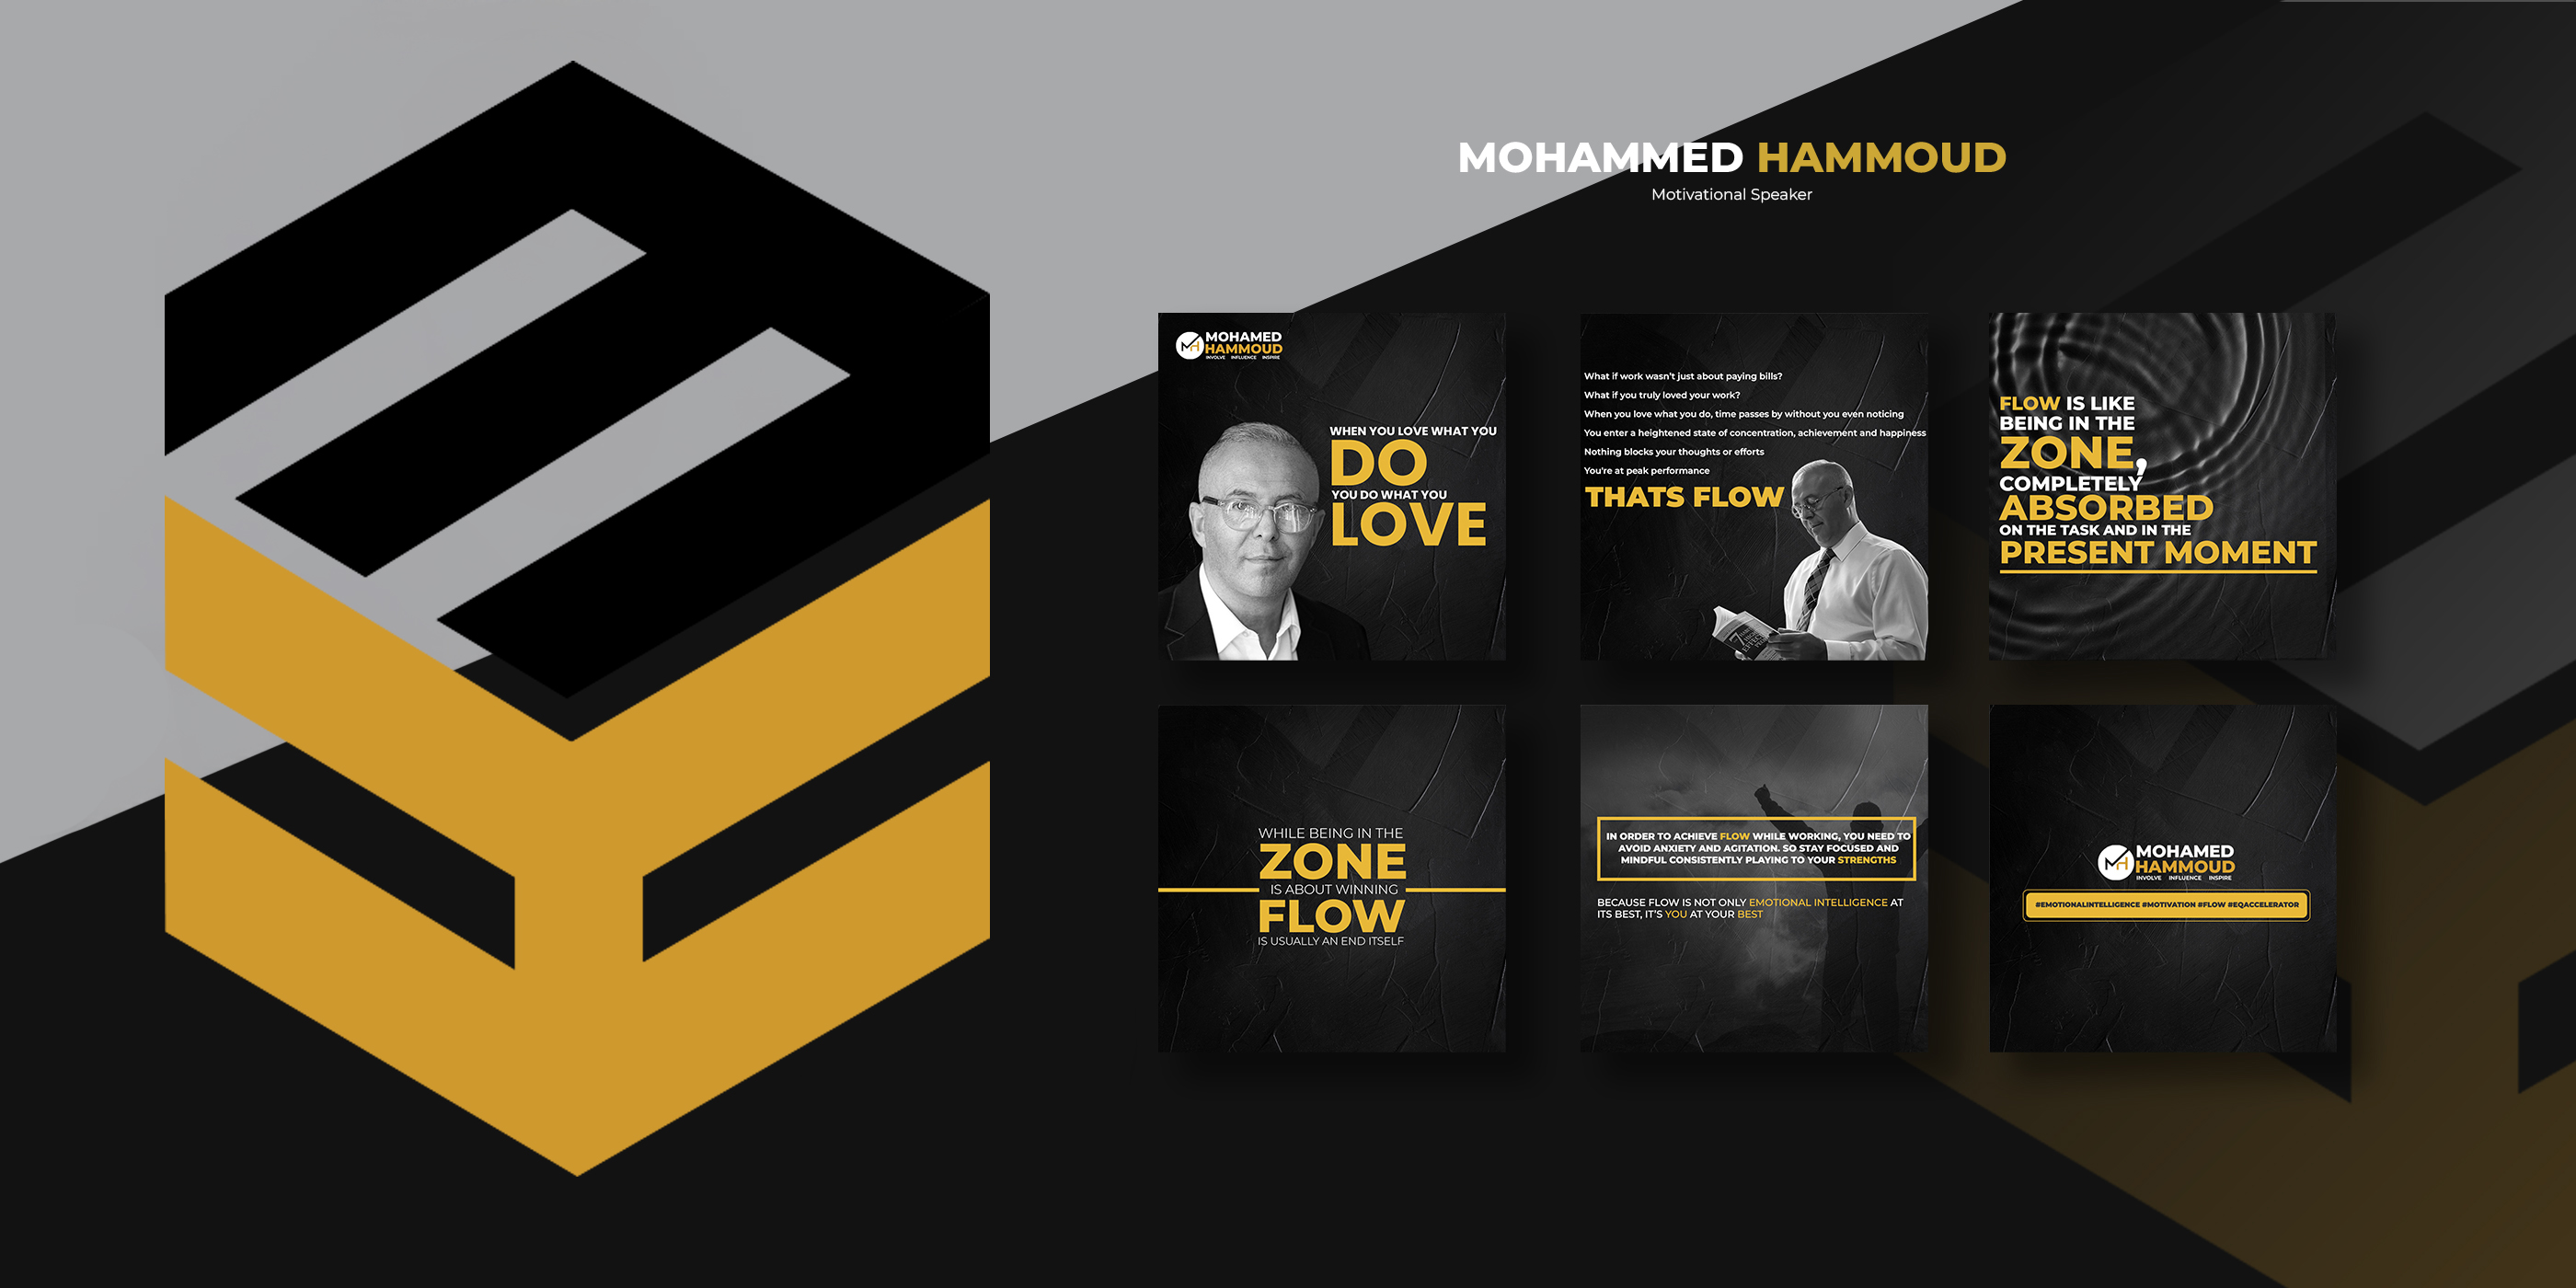 MOHAMMED HAMMOUD
Motivational Speaker
MOHAMED
HAMMOUD
INVOLVE INFLUENCE INSPIRE
WHEN YOU LOVE WHAT YOU
DO
YOU DO WHAT YOU
LOVE
What if work wasn't just about paying bills?
What if you truly loved your work?
When you love what you do, time passes by without you even noticing
You enter a heightened state of concentration, achievement and happiness
Nothing blocks your thoughts or efforts
You're at peak performance
THATS FLOW
FLOW IS LIKE
BEING IN THE
ZONE,
COMPLETELY
ABSORBED
ON THE TASK AND IN THE
PRESENT MOMENT
WHILE BEING IN THE
ZONE
IS ABOUT WINNING
FLOW
IS USUALLY AN END ITSELF
IN ORDER TO ACHIEVE FLOW WHILE WORKING, YOU NEED TO
AVOID ANXIETY AND AGITATION. SO STAY FOCUSED AND
MINDFUL CONSISTENTLY PLAYING TO YOUR STRENGTHS
BECAUSE FLOW IS NOT ONLY EMOTIONAL INTELLIGENCE AT
ITS BEST, IT'S YOU AT YOUR BEST
MOHAMED
HAMMOUD
INVOLVE INFLUENCE INSPIRE
#EMOTIONALINTELLIGENCE #MOTIVATION #FLOW #EQACCELERATOR